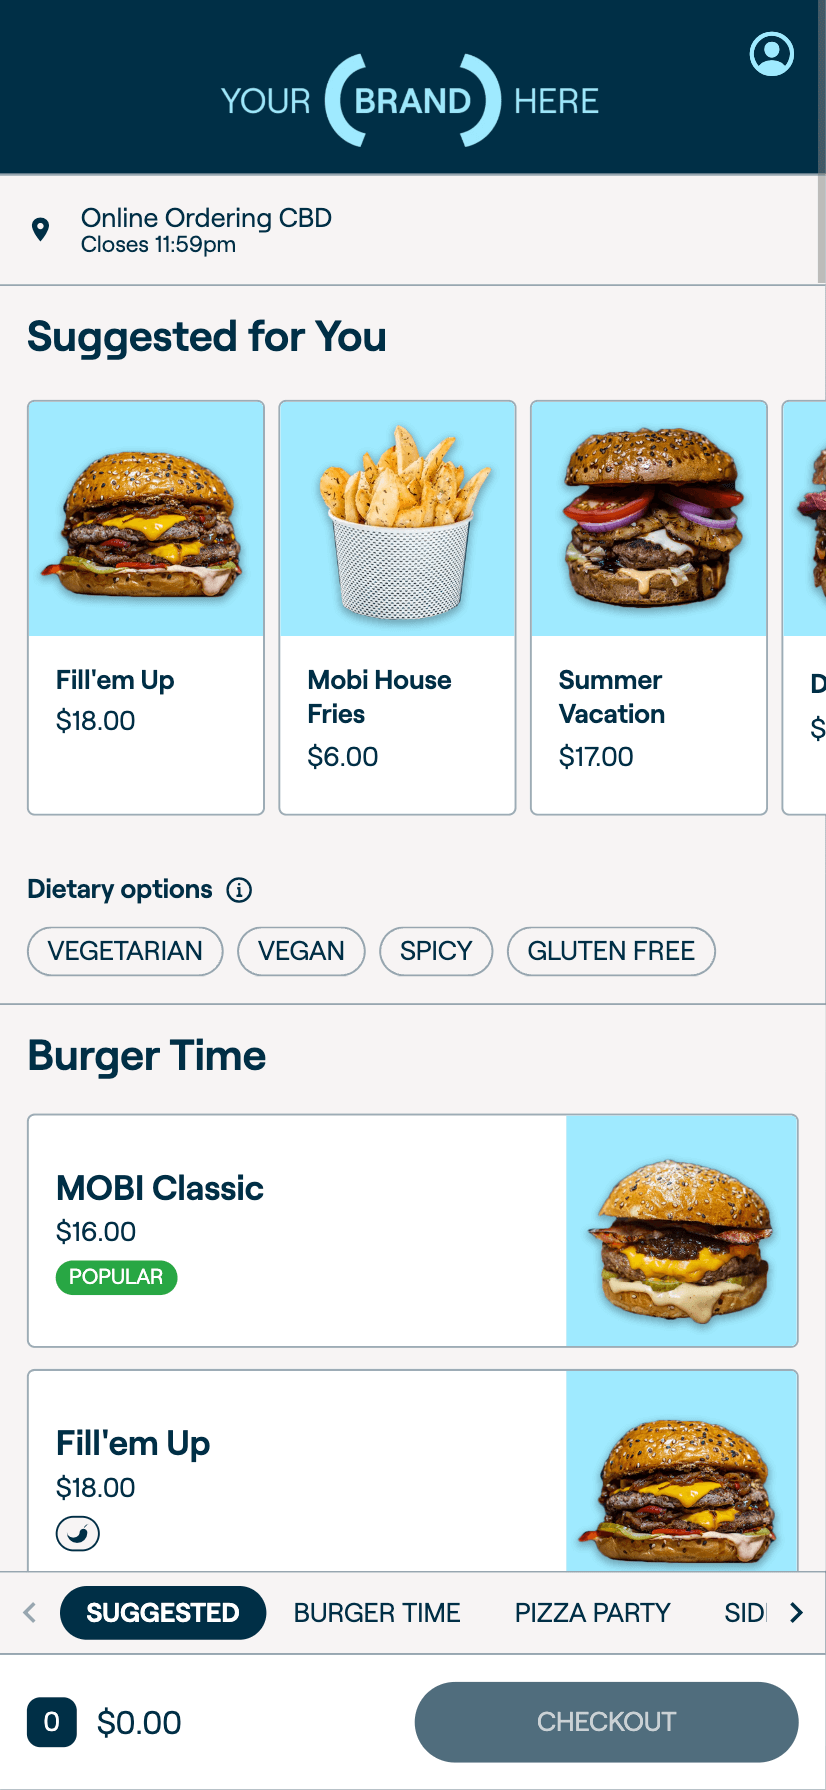 YOUR (BRAND) HERE
Online Ordering CBD
Closes 11:59pm
Suggested for You
Fill'em Up
$18.00
Mobi House
Fries
$6.00
Summer
Vacation
$17.00
D
$
Dietary options
VEGETARIAN VEGAN SPICY GLUTEN FREE
Burger Time
MOBI Classic
$16.00
POPULAR
Fill'em Up
$18.00
SUGGESTED BURGER TIME PIZZA PARTY SID
0 $0.00 CHECKOUT